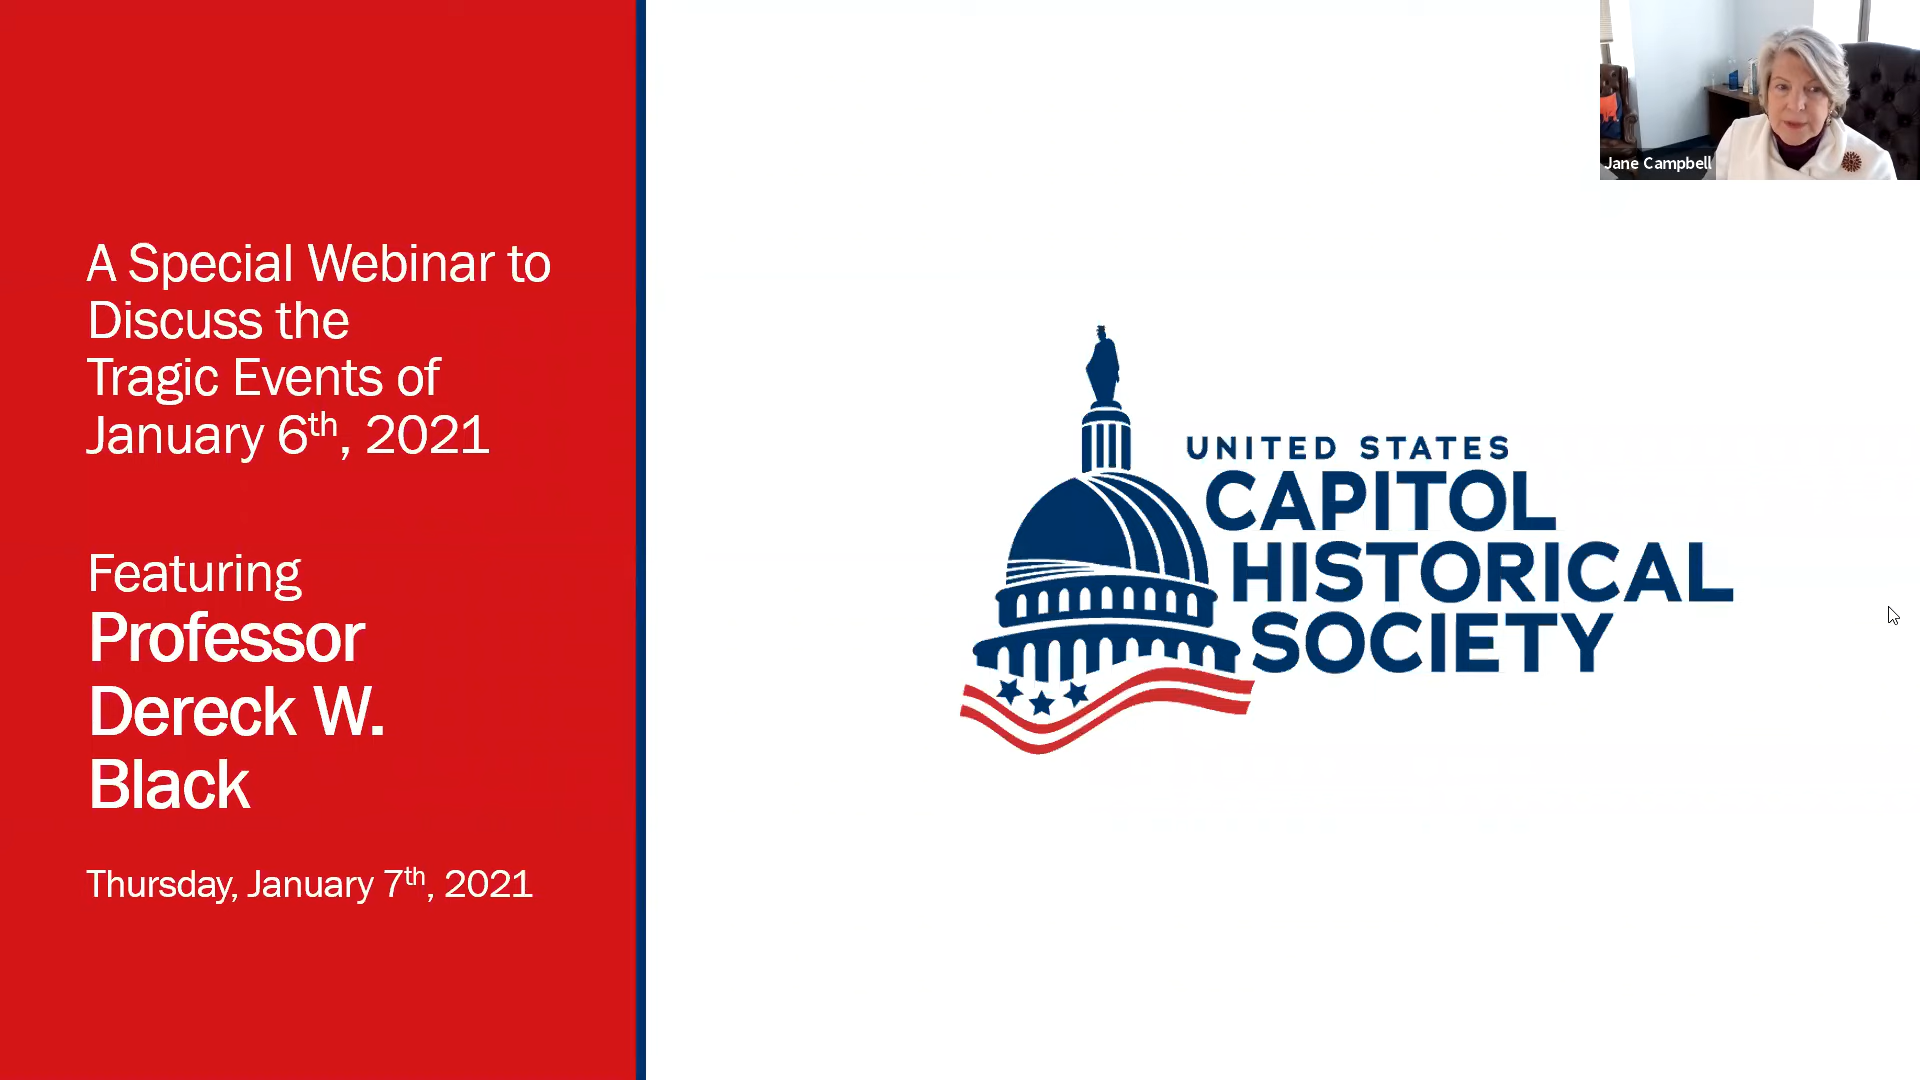 A Special Webinar to
Discuss the
Tragic Events of
January 6th, 2021
Featuring
Professor
Dereck W.
Black
Thursday, January 7th, 2021
UNITED STATES
CAPITOL
HISTORICAL
SOCIETY
Jane Campbell